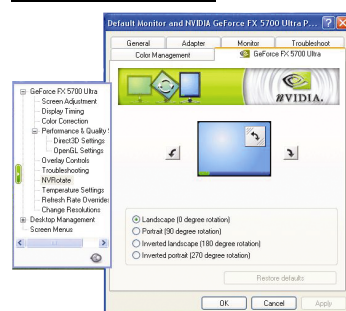 Default Monitor and NVIDIA GeForce FX 5700 Ultra P...
General
Adapter
Monitor
Troubleshoot
Color Management
GeForce FX 5700 Ultra
NVIDIA.
GeForce FX 5700 Ultra
Screen Adjustment
Display Timing
Color Correction
Performance & Quality S
Direct3D Settings
OpenGL Settings
Overlay Controls
Troubleshooting
NVRotate
Temperature Settings
Refresh Rate Overrides
Change Resolutions
Desktop Management
Screen Menus
Landscape (0 degree rotation)
Portrait (90 degree rotation)
Inverted landscape (180 degree rotation)
Inverted portrait (270 degree rotation)
Restore defaults
OK
Cancel
Apply